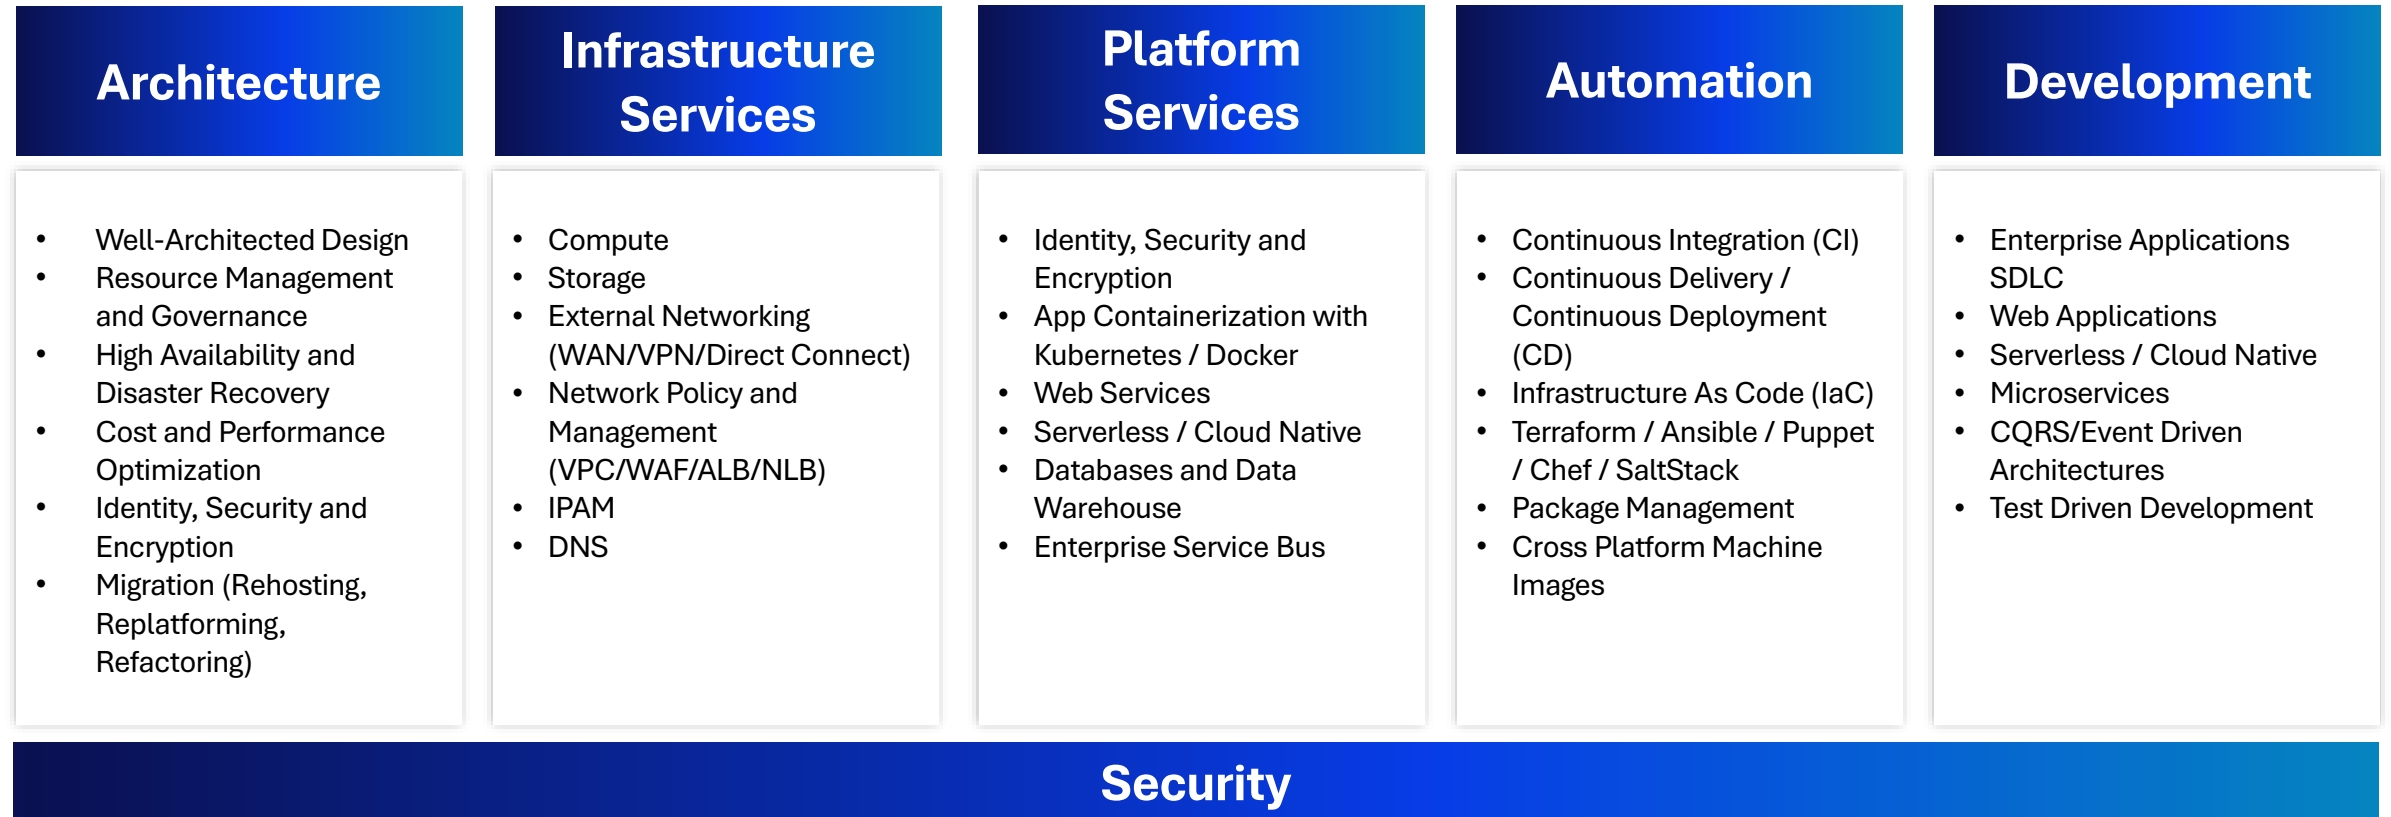 Architecture
• Well-Architected Design
• Resource Management
and Governance
• High Availability and
Disaster Recovery
• Cost and Performance
Optimization
• Identity, Security and
Encryption
• Migration (Rehosting,
Replatforming,
Refactoring)
Infrastructure
Services
• Compute
• Storage
• External Networking
(WAN/VPN/Direct Connect)
• Network Policy and
Management
(VPC/WAF/ALB/NLB)
• IPAM
• DNS
Platform
Services
• Identity, Security and
Encryption
• App Containerization with
Kubernetes / Docker
• Web Services
• Serverless / Cloud Native
• Databases and Data
Warehouse
• Enterprise Service Bus
Automation
• Continuous Integration (CI)
• Continuous Delivery /
Continuous Deployment
(CD)
• Infrastructure As Code (IaC)
• Terraform / Ansible / Puppet
/ Chef / SaltStack
• Package Management
• Cross Platform Machine
Images
Development
• Enterprise Applications
SDLC
• Web Applications
• Serverless / Cloud Native
• Microservices
• CQRS/Event Driven
Architectures
• Test Driven Development
Security